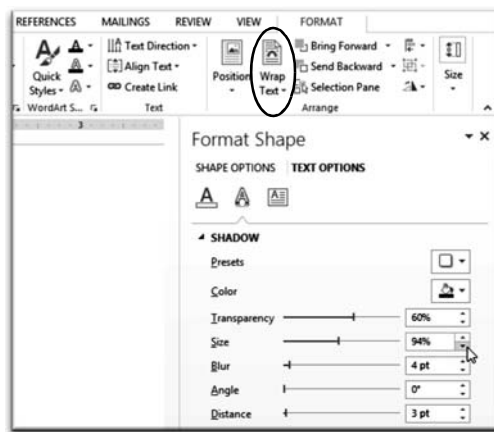 REFERENCES MAILINGS REVIEW VIEW FORMAT
Quick Styles
Text Direction
Align Text
Create Link
Position
Wrap Text
Bring Forward
Send Backward
Selection Pane
Size
WordArt S... Text Arrange
3
Format Shape
SHAPE OPTIONS TEXT OPTIONS
SHADOW
Presets
Color
Transparency 60%
Size 94%
Blur 4 pt
Angle 0°
Distance 3 pt